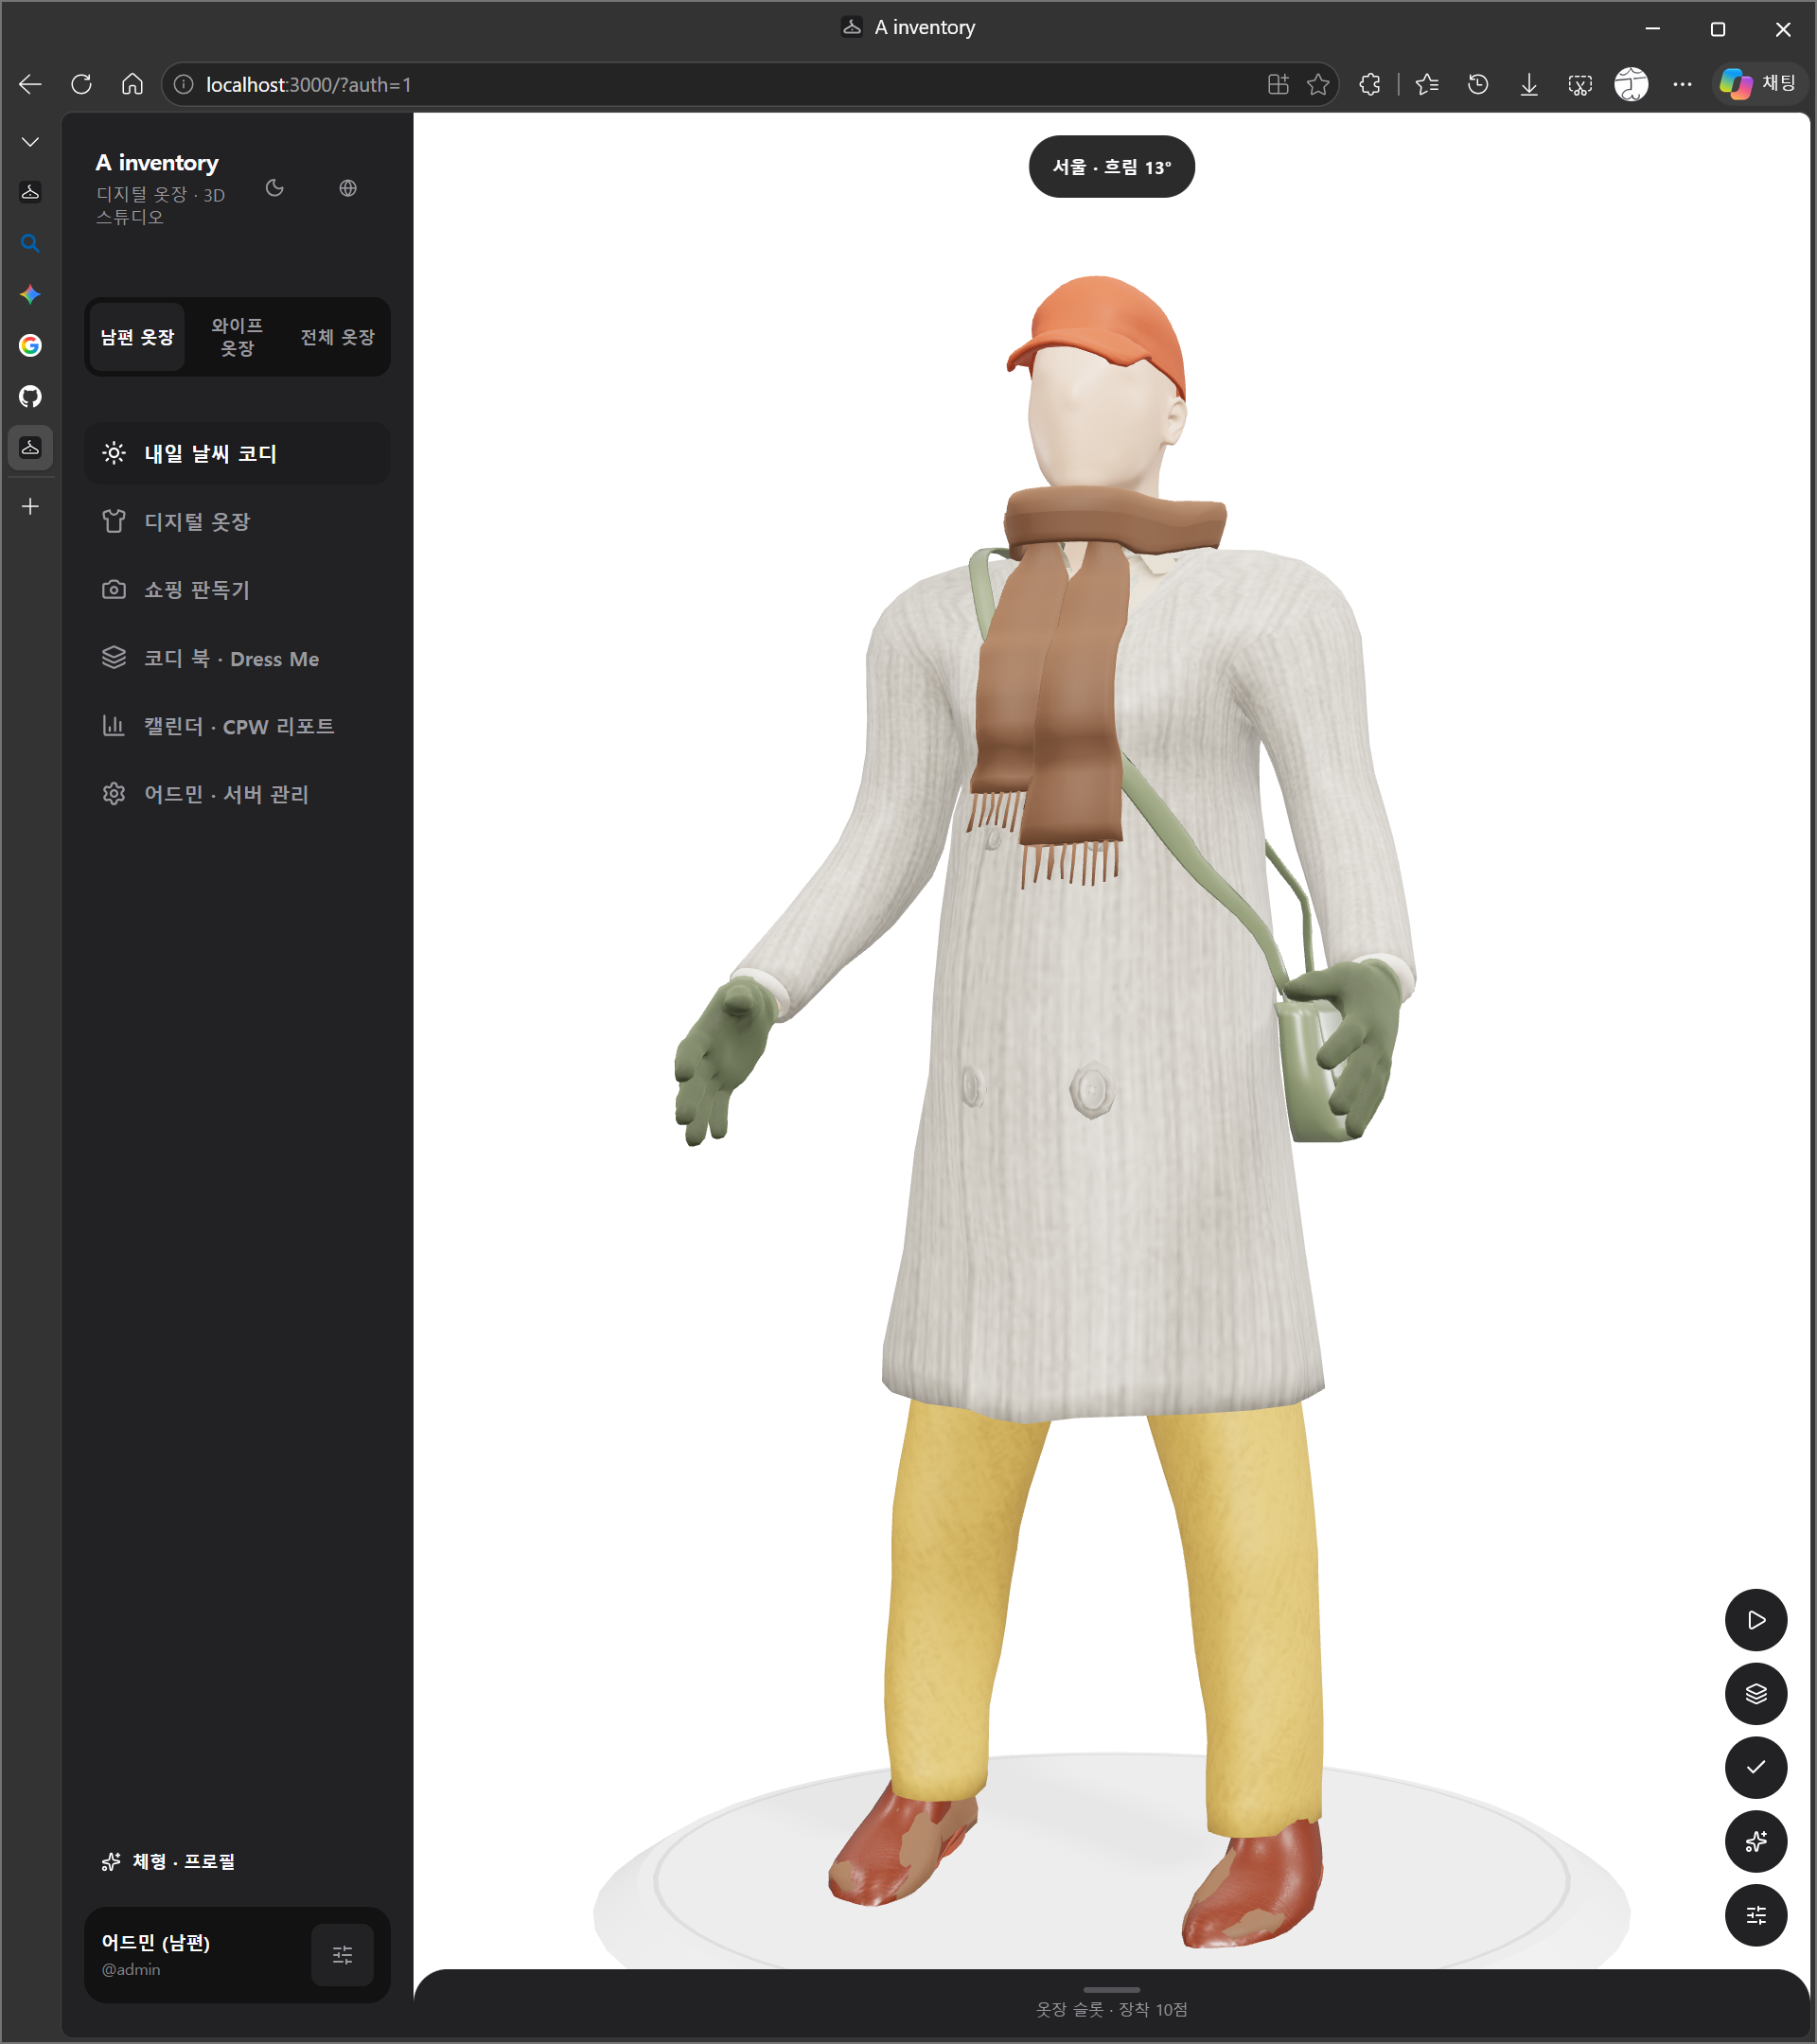 A inventory
localhost:3000/?auth=1
채팅
A inventory
디지털 옷장 · 3D
스튜디오
서울 · 흐림 13°
남편 옷장
와이프
옷장
전체 옷장
내일 날씨 코디
디지털 옷장
쇼핑 판독기
코디 북 · Dress Me
캘린더 · CPW 리포트
어드민 · 서버 관리
체형 · 프로필
어드민 (남편)
@admin
옷장 슬롯 · 장착 10점